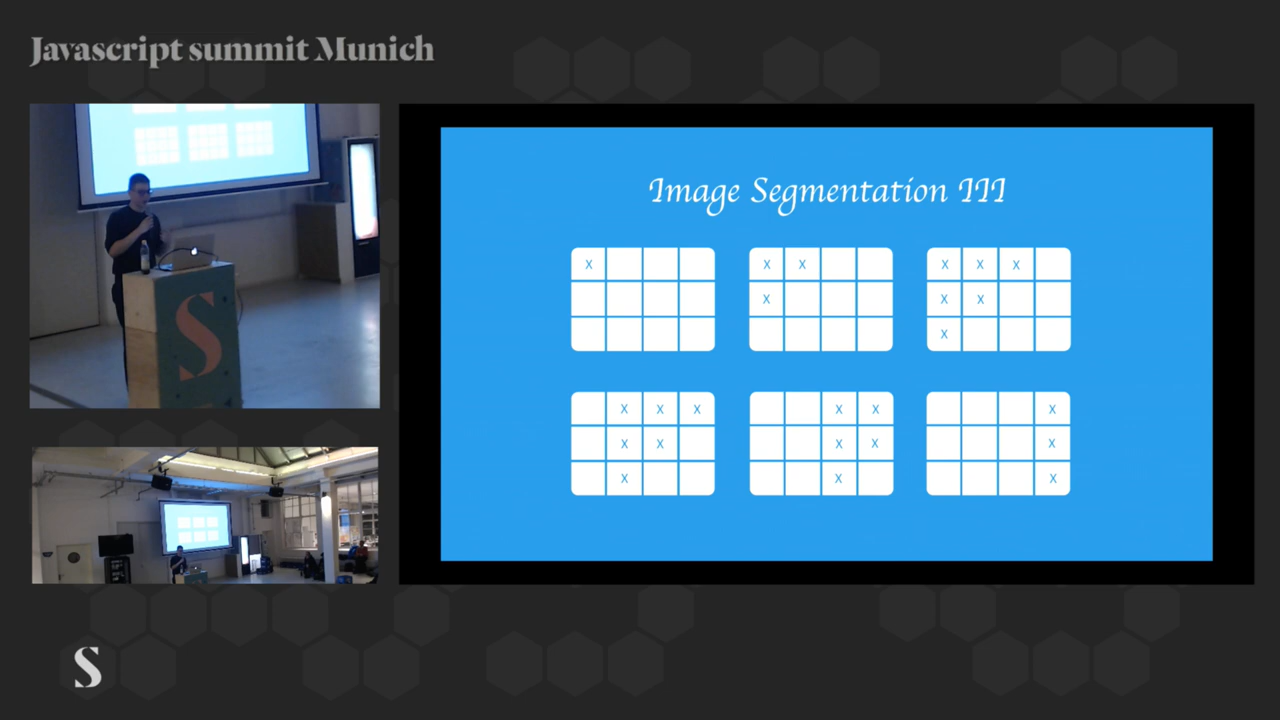 Javascript summit Munich
Image Segmentation III
X X X X X X
X X X
X
X X X X X X
X X X X X
X X X
S
S